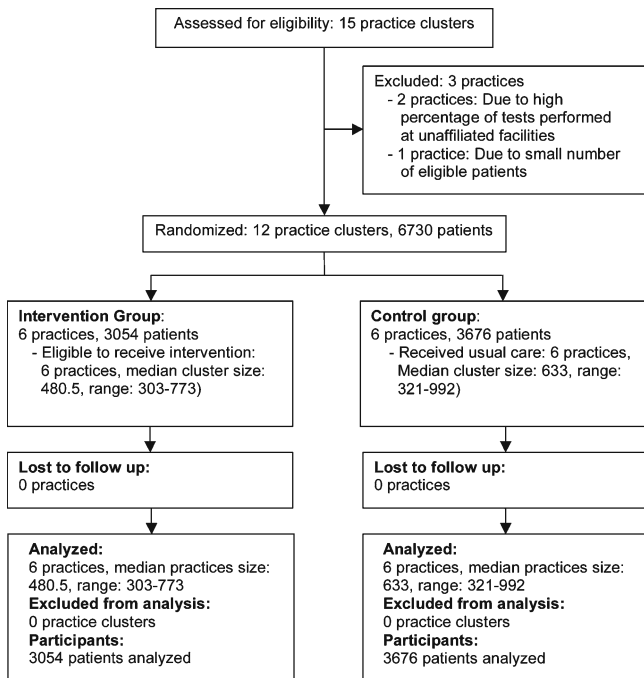 Assessed for eligibility: 15 practice clusters
Excluded: 3 practices
- 2 practices: Due to high
percentage of tests performed
at unaffiliated facilities
- 1 practice: Due to small number
of eligible patients
Randomized: 12 practice clusters, 6730 patients
Intervention Group:
6 practices, 3054 patients
- Eligible to receive intervention:
6 practices, median cluster size:
480.5, range: 303-773)
Control group:
6 practices, 3676 patients
- Received usual care: 6 practices,
Median cluster size: 633, range:
321-992)
Lost to follow up:
0 practices
Lost to follow up:
0 practices
Analyzed:
6 practices, median practices size:
480.5, range: 303-773
Excluded from analysis:
0 practice clusters
Participants:
3054 patients analyzed
Analyzed:
6 practices, median practices size:
633, range: 321-992
Excluded from analysis:
0 practice clusters
Participants:
3676 patients analyzed